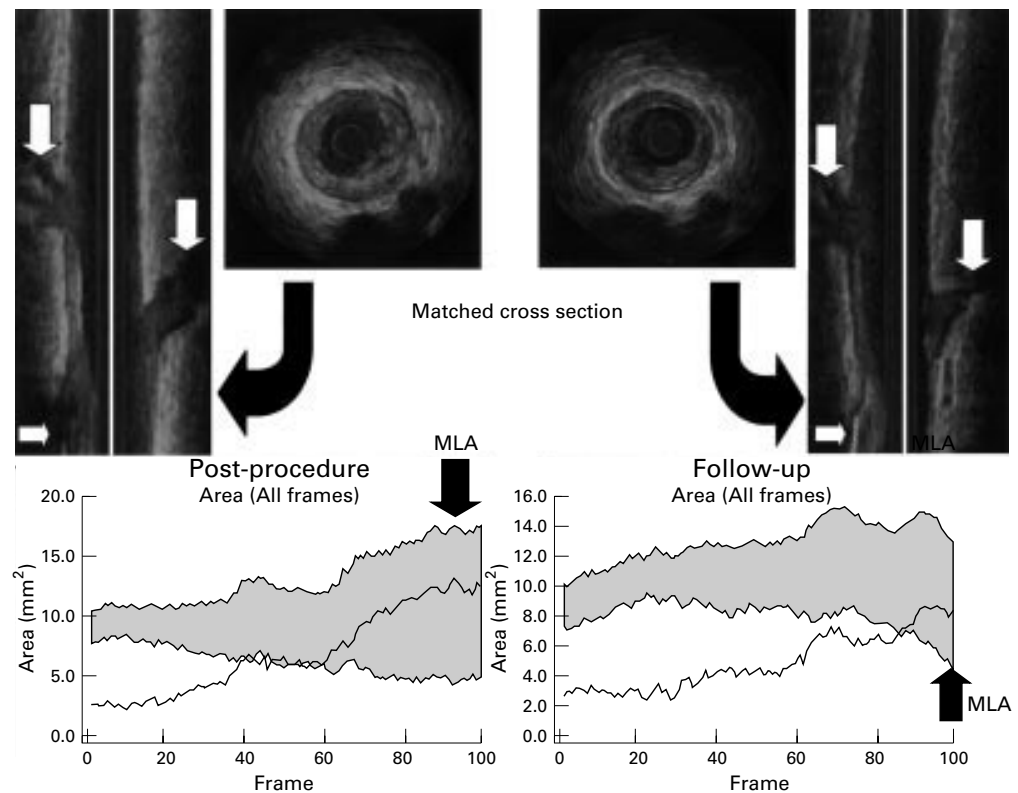 Matched cross section
MLA
Post-procedure
Area (All frames)
20.0
15.0
10.0
5.0
0.0
Area (mm²)
0
20
40
60
80
100
Frame
MLA
Follow-up
Area (All frames)
16.0
14.0
12.0
10.0
8.0
6.0
4.0
2.0
0.0
Area (mm²)
0
20
40
60
80
100
Frame
MLA